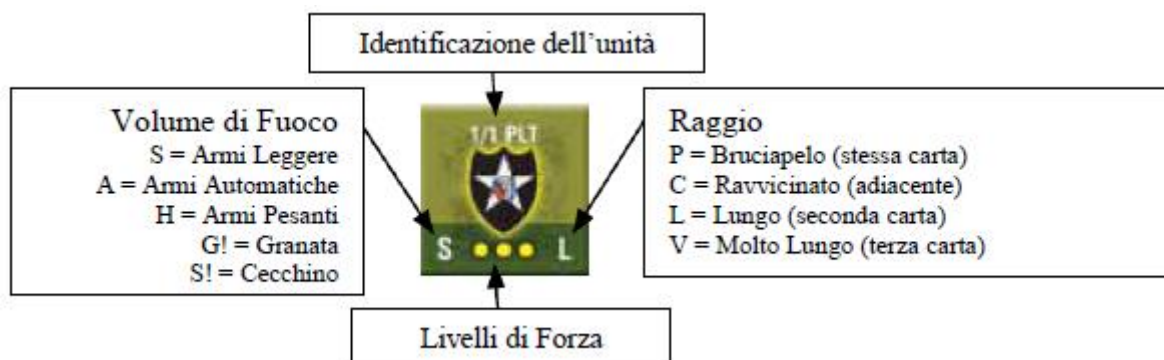 Identificazione dell'unità
Volume di Fuoco
S = Armi Leggere
A = Armi Automatiche
H = Armi Pesanti
G! = Granata
S! = Cecchino
1/1 PLT
S L
Raggio
P = Bruciapelo (stessa carta)
C = Ravvicinato (adiacente)
L = Lungo (seconda carta)
V = Molto Lungo (terza carta)
Livelli di Forza